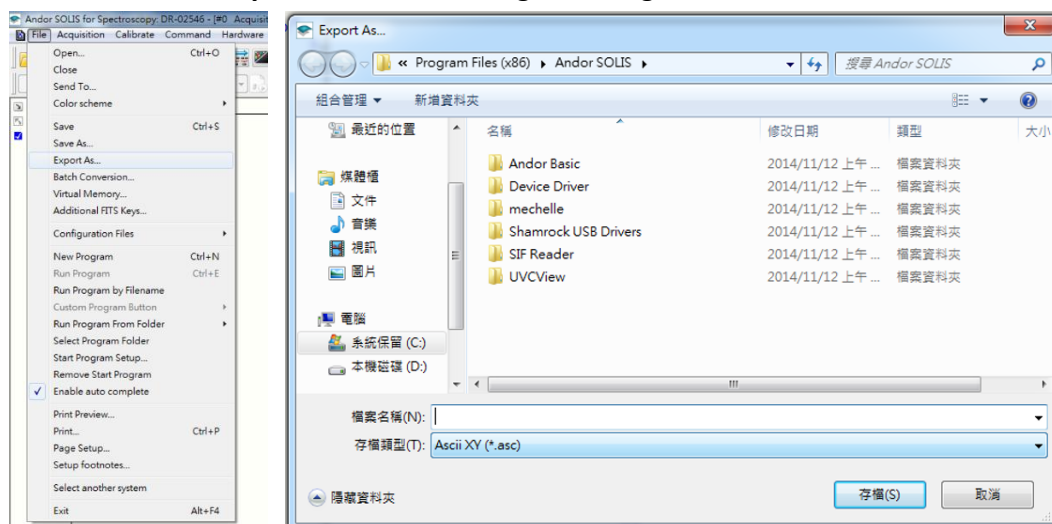 Andor SOLIS for Spectroscopy: DR-02546 - [#0 Acquisit
File Acquisition Calibrate Command Hardware
Open... Ctrl+O
Close
Send To...
Color scheme
Save Ctrl+S
Save As...
Export As...
Batch Conversion...
Virtual Memory...
Additional FITS Keys...
Configuration Files
New Program Ctrl+N
Run Program Ctrl+E
Run Program by Filename
Custom Program Button
Run Program From Folder
Select Program Folder
Start Program Setup...
Remove Start Program
Enable auto complete
Print Preview...
Print... Ctrl+P
Page Setup...
Setup footnotes...
Select another system
Exit Alt+F4
Export As...
« Program Files (x86) Andor SOLIS
搜尋 Andor SOLIS
組合管理 新增資料夾
最近的位置
媒體櫃
文件
音樂
視訊
圖片
電腦
系統保留 (C:)
本機磁碟 (D:)
名稱 修改日期 類型 大小
Andor Basic 2014/11/12 上午 ... 檔案資料夾
Device Driver 2014/11/12 上午 ... 檔案資料夾
mechelle 2014/11/12 上午 ... 檔案資料夾
Shamrock USB Drivers 2014/11/12 上午 ... 檔案資料夾
SIF Reader 2014/11/12 上午 ... 檔案資料夾
UVCView 2014/11/12 上午 ... 檔案資料夾
檔案名稱(N):
存檔類型(T): Ascii XY (*.asc)
隱藏資料夾
存檔(S) 取消